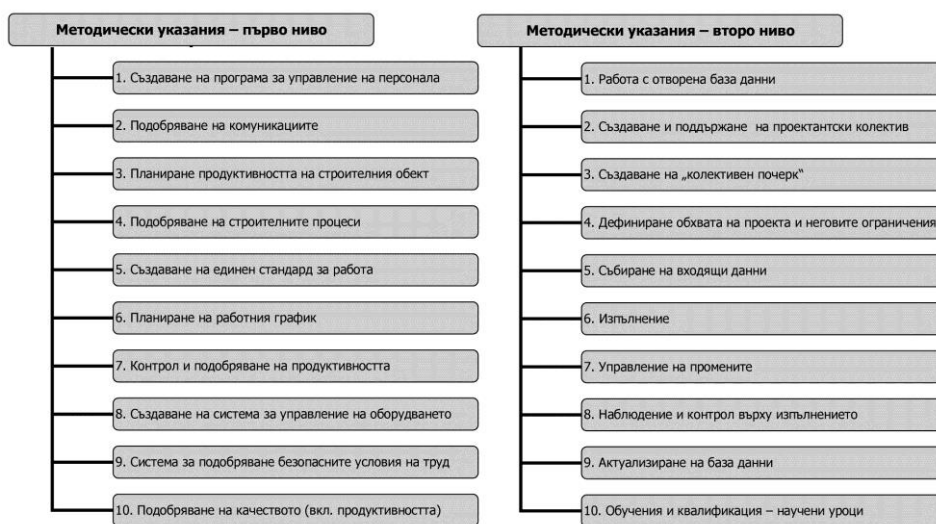 Методически указания – първо ниво
1. Създаване на програма за управление на персонала
2. Подобряване на комуникациите
3. Планиране продуктивността на строителния обект
4. Подобряване на строителните процеси
5. Създаване на единен стандард за работа
6. Планиране на работния график
7. Контрол и подобряване на продуктивността
8. Създаване на система за управление на оборудването
9. Система за подобряване безопасните условия на труд
10. Подобряване на качеството (вкл. продуктивността)
Методически указания – второ ниво
1. Работа с отворена база данни
2. Създаване и поддържане на проектантски колектив
3. Създаване на „колективен почерк“
4. Дефиниране обхвата на проекта и неговите ограничения
5. Събиране на входящи данни
6. Изпълнение
7. Управление на промените
8. Наблюдение и контрол върху изпълнението
9. Актуализиране на база данни
10. Обучения и квалификация – научени уроци